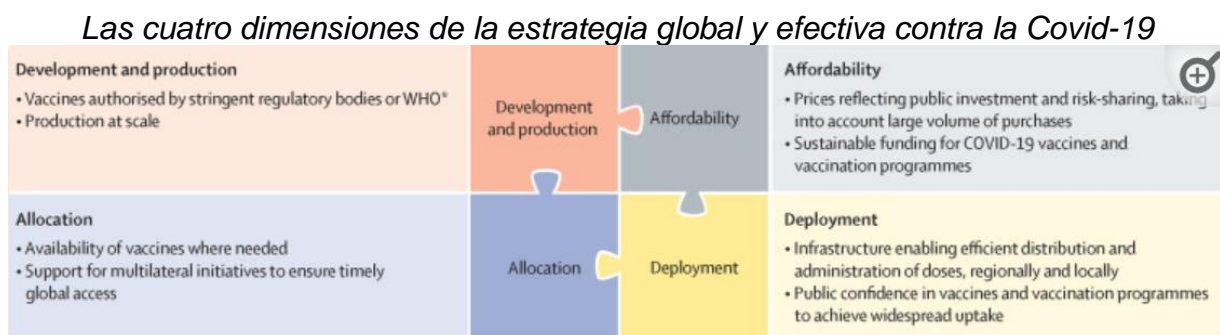 Las cuatro dimensiones de la estrategia global y efectiva contra la Covid-19
Development and production
• Vaccines authorised by stringent regulatory bodies or WHO*
• Production at scale
Development
and production
Affordability
Affordability
• Prices reflecting public investment and risk-sharing, taking
into account large volume of purchases
• Sustainable funding for COVID-19 vaccines and
vaccination programmes
Allocation
• Availability of vaccines where needed
• Support for multilateral initiatives to ensure timely
global access
Allocation
Deployment
Deployment
• Infrastructure enabling efficient distribution and
administration of doses, regionally and locally
• Public confidence in vaccines and vaccination programmes
to achieve widespread uptake